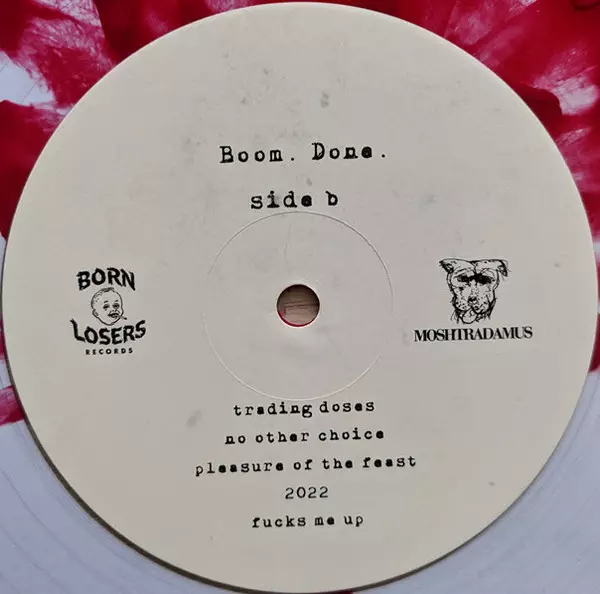 Boom. Done.
side b
BORN
LOSERS
RECORDS
MOSHTRADAMUS
trading doses
no other choice
pleasure of the feast
2022
fucks me up